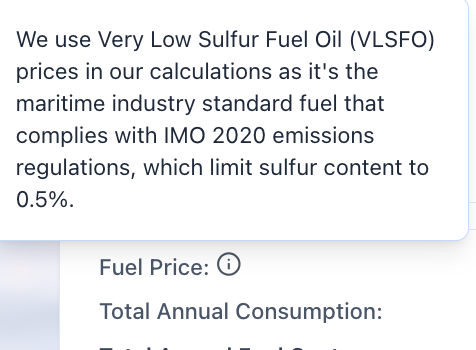 We use Very Low Sulfur Fuel Oil (VLSFO)
prices in our calculations as it's the
maritime industry standard fuel that
complies with IMO 2020 emissions
regulations, which limit sulfur content to
0.5%.
Fuel Price:
Total Annual Consumption: